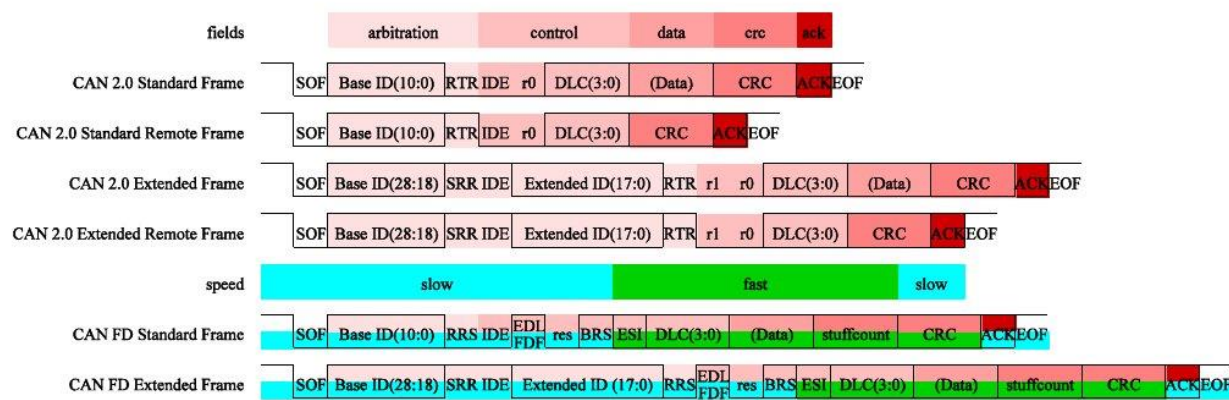 fields arbitration control data crc ack
CAN 2.0 Standard Frame SOF Base ID(10:0) RTR IDE r0 DLC(3:0) (Data) CRC ACK EOF
CAN 2.0 Standard Remote Frame SOF Base ID(10:0) RTR IDE r0 DLC(3:0) CRC ACK EOF
CAN 2.0 Extended Frame SOF Base ID(28:18) SRR IDE Extended ID(17:0) RTR r1 r0 DLC(3:0) (Data) CRC ACK EOF
CAN 2.0 Extended Remote Frame SOF Base ID(28:18) SRR IDE Extended ID(17:0) RTR r1 r0 DLC(3:0) CRC ACK EOF
speed slow fast slow
CAN FD Standard Frame SOF Base ID(10:0) RRS IDE EDL FDF res BRS ESI DLC(3:0) (Data) stuffcount CRC ACK EOF
CAN FD Extended Frame SOF Base ID(28:18) SRR IDE Extended ID (17:0) RRS EDL FDF res BRS ESI DLC(3:0) (Data) stuffcount CRC ACK EOF